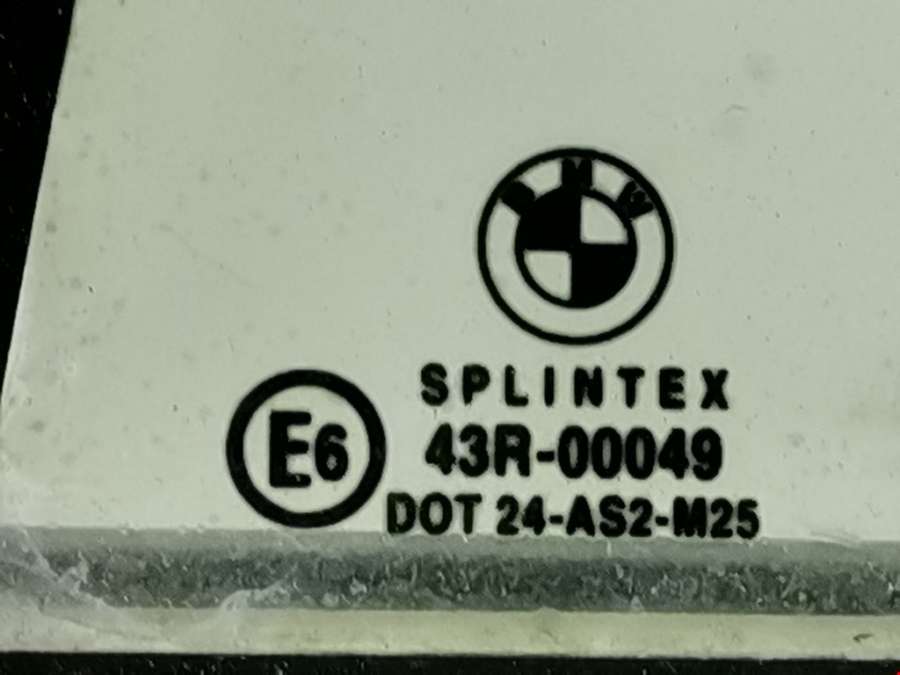 BMW
SPLINTEX
E6
43R-00049
DOT 24-AS2-M25